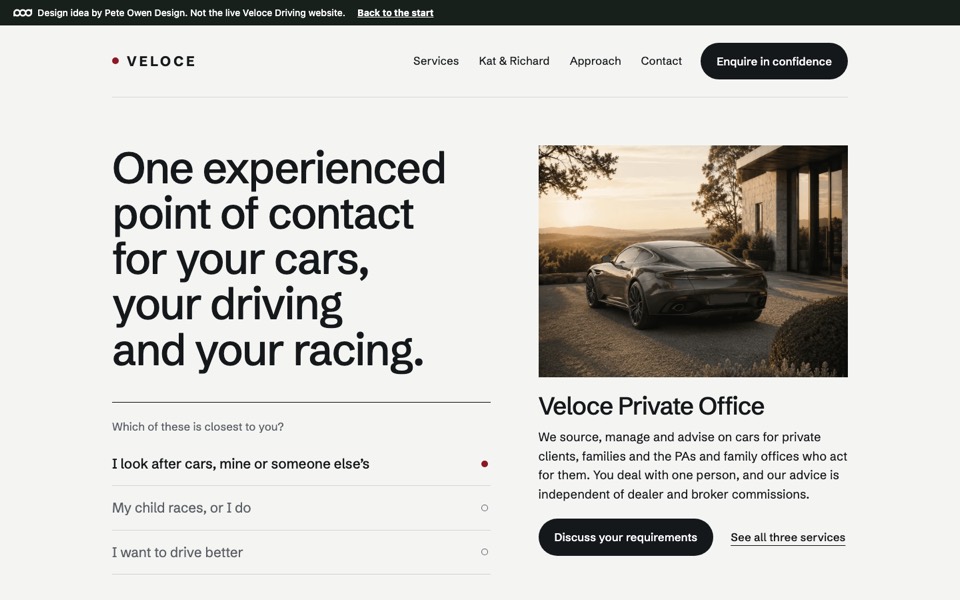 Design idea by Pete Owen Design. Not the live Veloce Driving website. Back to the start
VELOCE
Services Kat & Richard Approach Contact Enquire in confidence
One experienced
point of contact
for your cars,
your driving
and your racing.
Which of these is closest to you?
I look after cars, mine or someone else’s
My child races, or I do
I want to drive better
Veloce Private Office
We source, manage and advise on cars for private
clients, families and the PAs and family offices who act
for them. You deal with one person, and our advice is
independent of dealer and broker commissions.
Discuss your requirements See all three services